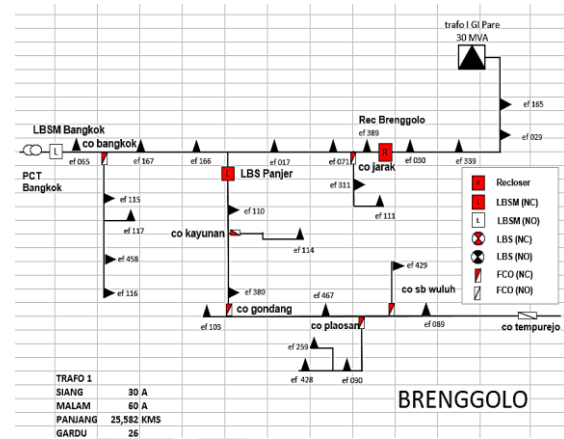 trafo I GI Pare
30 MVA
ef 165
Rec Brenggolo
ef 389
ef 029
LBSM Bangkok
co bangkok
L
R
ef 065
ef 167
ef 166
ef 017
ef 071
co jarak
ef 030
ef 339
PCT
Bangkok
L
LBS Panjer
ef 311
ef 115
ef 110
ef 111
ef 117
co kayunan
ef 114
ef 458
ef 429
ef 116
ef 380
co sb wuluh
co gondang
ef 467
ef 105
co plaosan
ef 089
co tempurejo
ef 259
ef 428
ef 090
R Recloser
L LBSM (NC)
L LBSM (NO)
LBS (NC)
LBS (NO)
FCO (NC)
FCO (NO)
BRENGGOLO
TRAFO 1
SIANG 30 A
MALAM 60 A
PANJANG 25,582 KMS
GARDU 26